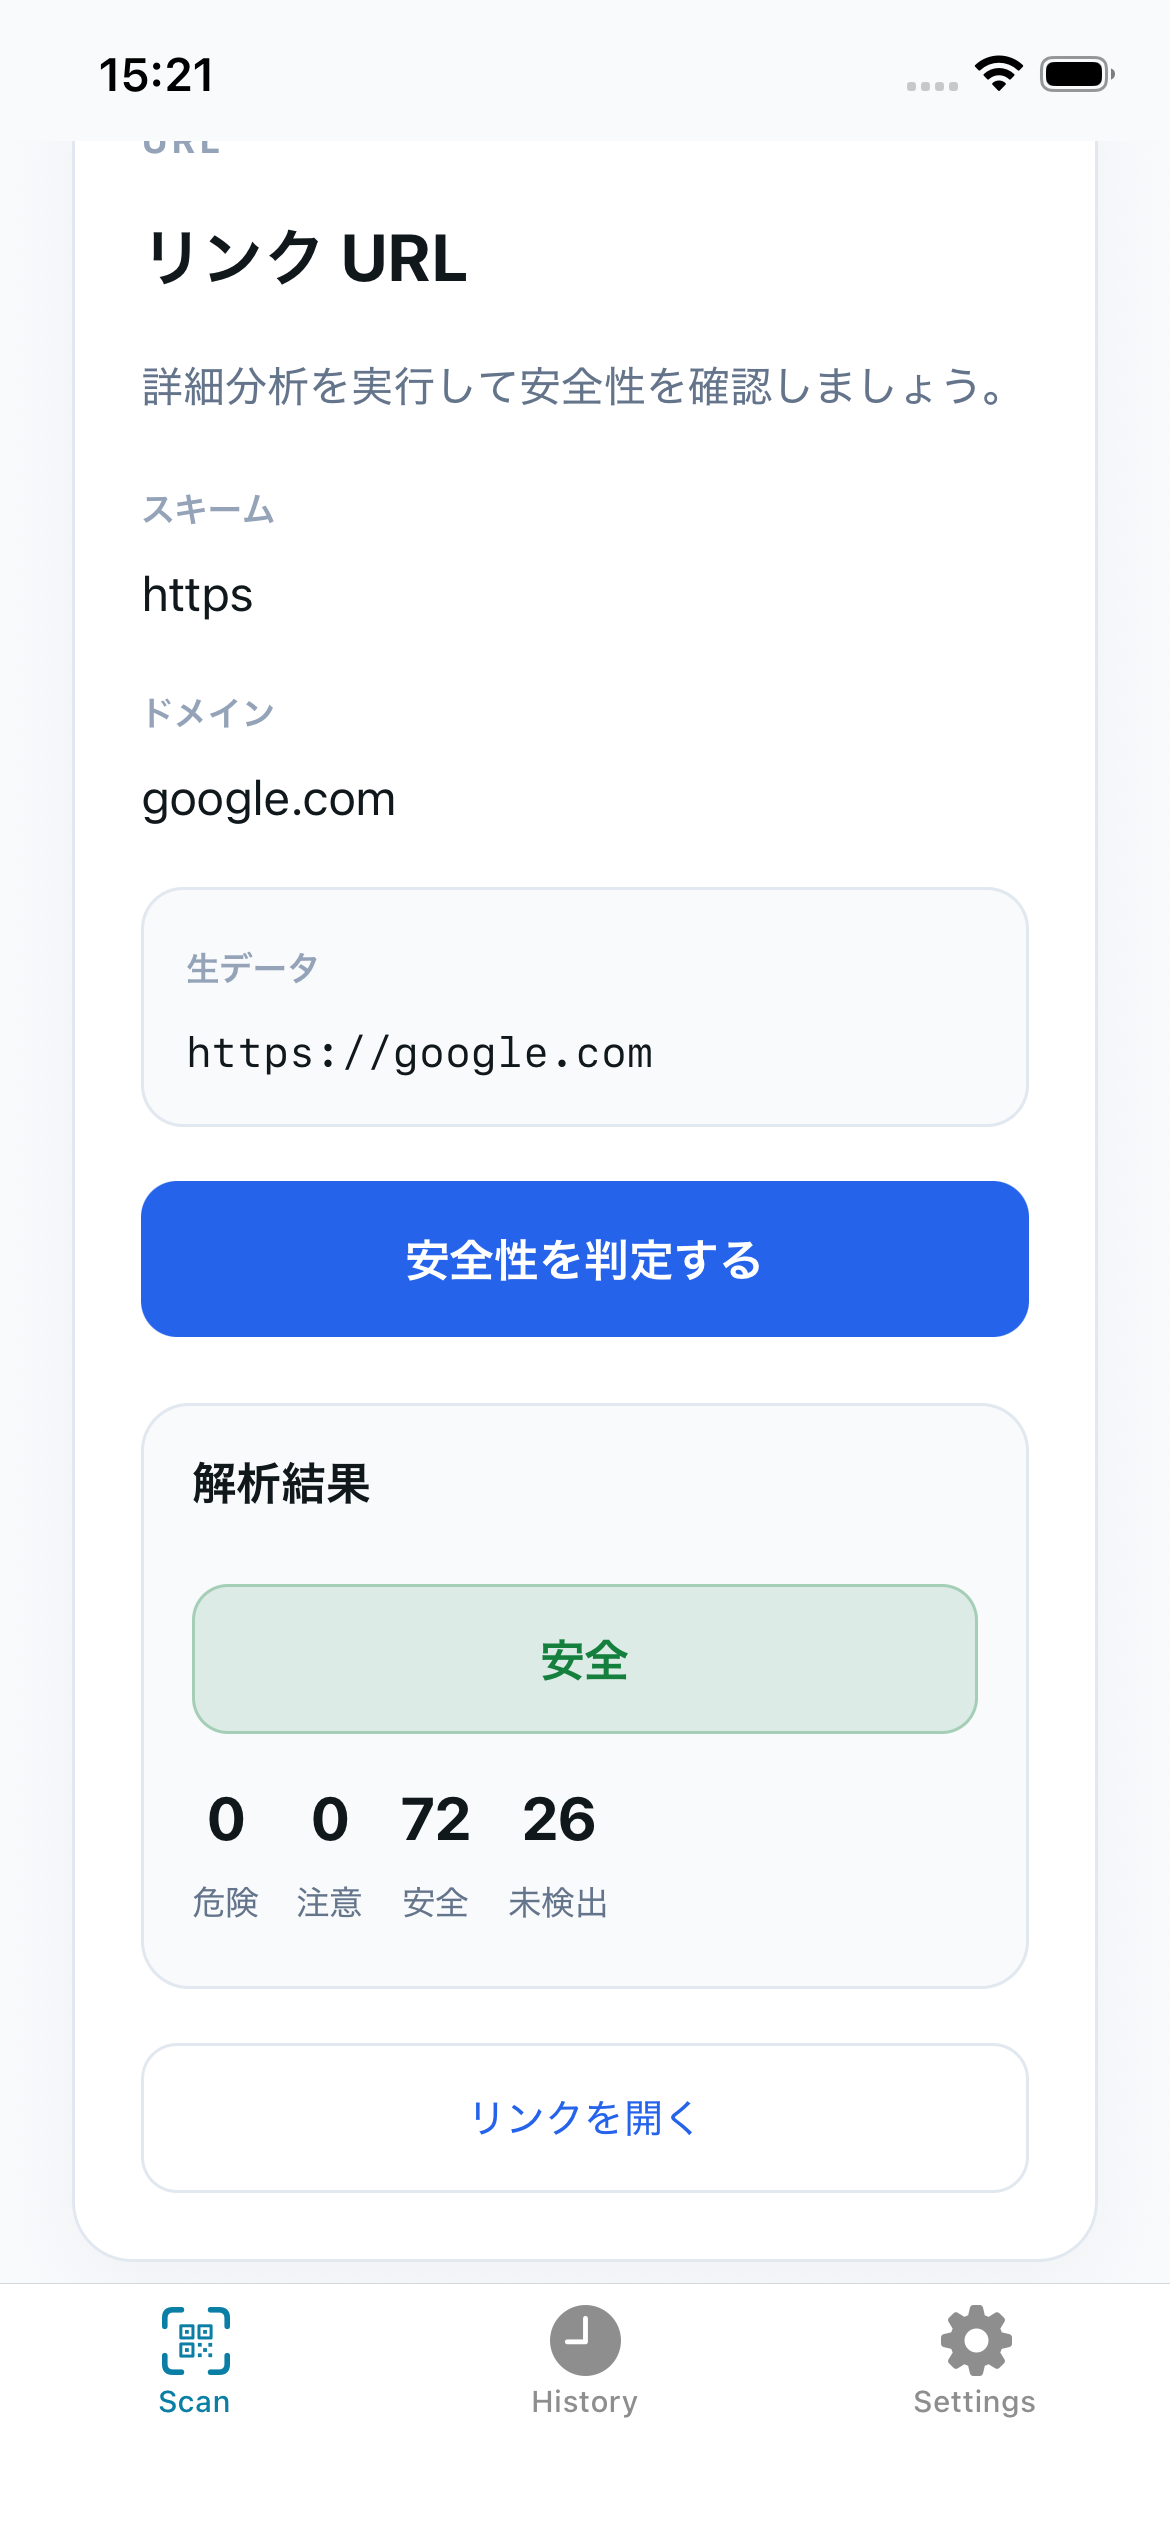 15:21
URL
リンク URL
詳細分析を実行して安全性を確認しましょう。
スキーム
https
ドメイン
google.com
生データ
https://google.com
安全性を判定する
解析結果
安全
0 0 72 26
危険 注意 安全 未検出
リンクを開く
Scan History Settings